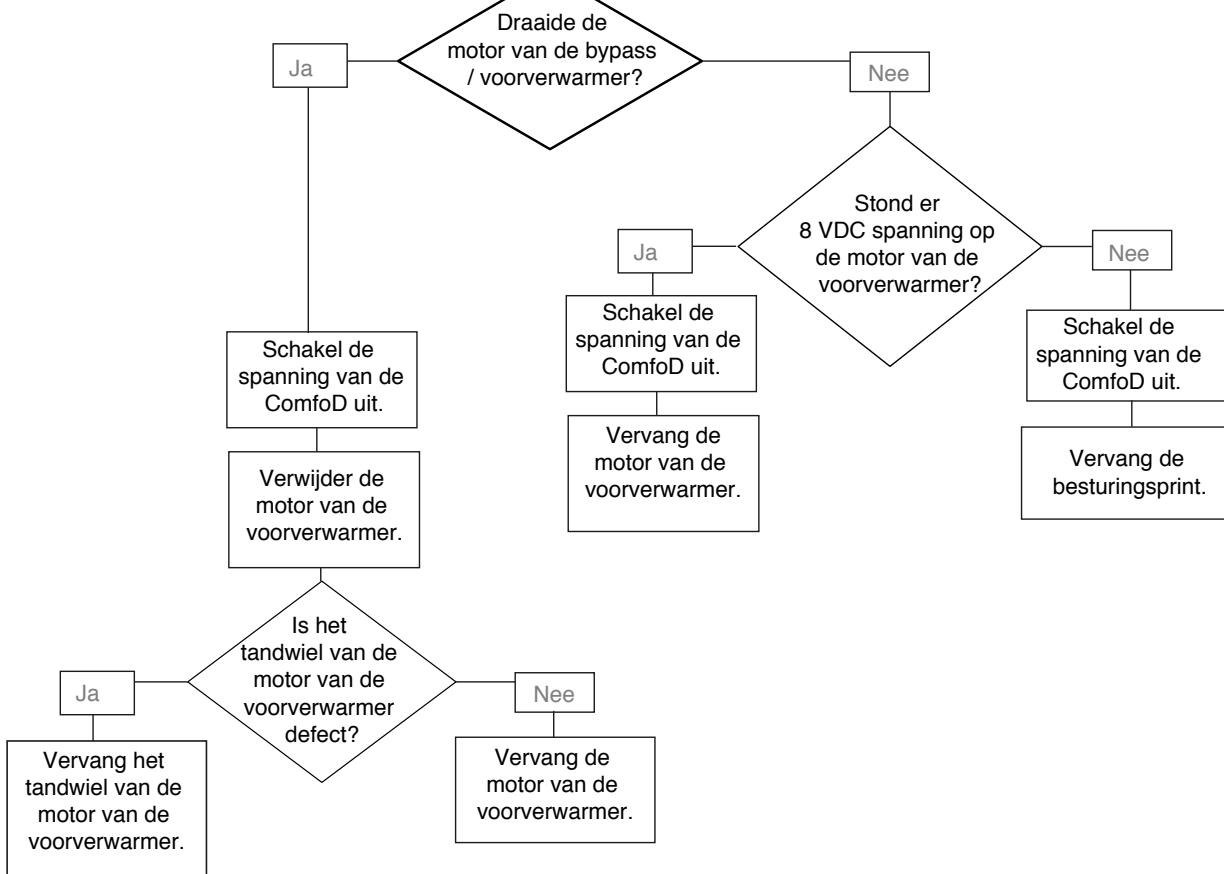 Draaide de
motor van de bypass
/ voorverwarmer?
Ja
Nee
Stond er
8 VDC spanning op
de motor van de
voorverwarmer?
Ja
Nee
Schakel de
spanning van de
ComfoD uit.
Vervang de
motor van de
voorverwarmer.
Schakel de
spanning van de
ComfoD uit.
Vervang de
besturingsprint.
Schakel de
spanning van de
ComfoD uit.
Verwijder de
motor van de
voorverwarmer.
Is het
tandwiel van de
motor van de
voorverwarmer
defect?
Ja
Nee
Vervang het
tandwiel van de
motor van de
voorverwarmer.
Vervang de
motor van de
voorverwarmer.